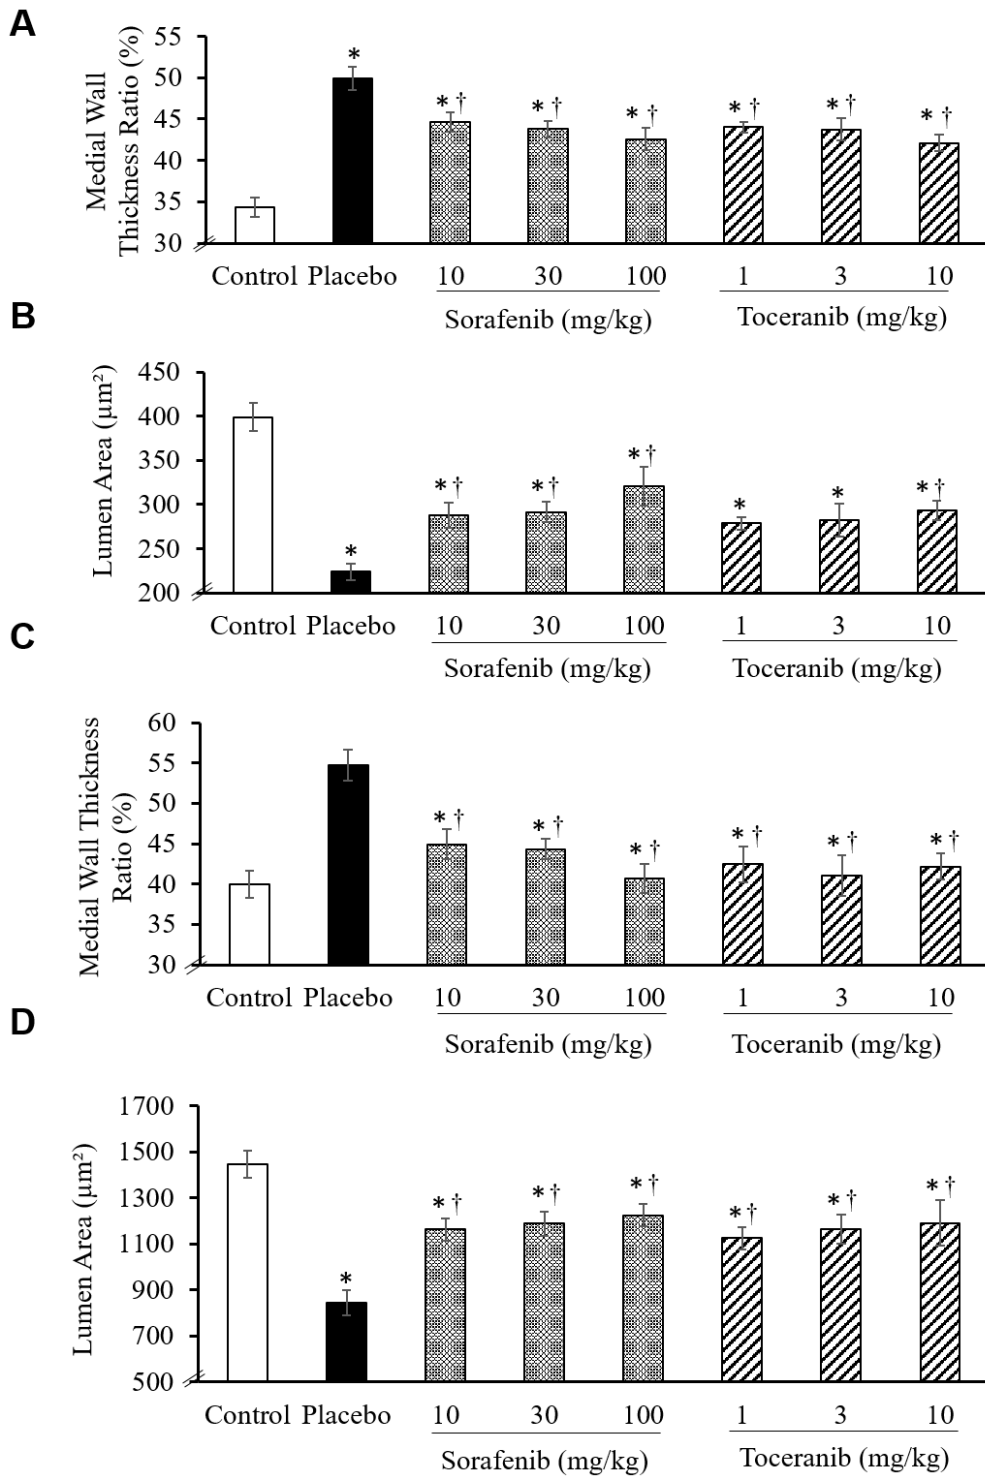 A
Medial Wall
Thickness Ratio (%)
55
50
45
40
35
30
*
* †
* †
* †
* †
* †
* †
Control Placebo 10 30 100 1 3 10
Sorafenib (mg/kg) Toceranib (mg/kg)
B
Lumen Area (µm²)
450
400
350
300
250
200
*
* †
* †
* †
*
*
* †
Control Placebo 10 30 100 1 3 10
Sorafenib (mg/kg) Toceranib (mg/kg)
C
Medial Wall Thickness
Ratio (%)
60
55
50
45
40
35
30
* †
* †
* †
* †
* †
* †
Control Placebo 10 30 100 1 3 10
Sorafenib (mg/kg) Toceranib (mg/kg)
D
Lumen Area (µm²)
1700
1500
1300
1100
900
700
500
*
* †
* †
* †
* †
* †
* †
Control Placebo 10 30 100 1 3 10
Sorafenib (mg/kg) Toceranib (mg/kg)